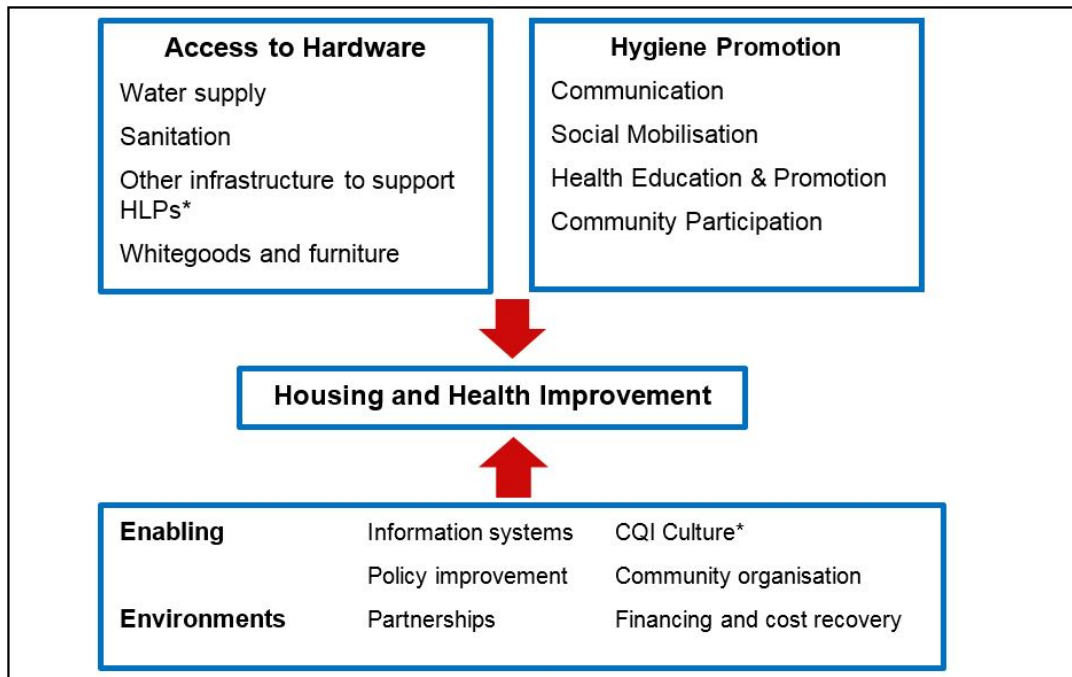 Access to Hardware
Water supply
Sanitation
Other infrastructure to support
HLPs*
Whitegoods and furniture
Hygiene Promotion
Communication
Social Mobilisation
Health Education & Promotion
Community Participation
Housing and Health Improvement
Enabling
Information systems
CQI Culture*
Policy improvement
Community organisation
Environments
Partnerships
Financing and cost recovery